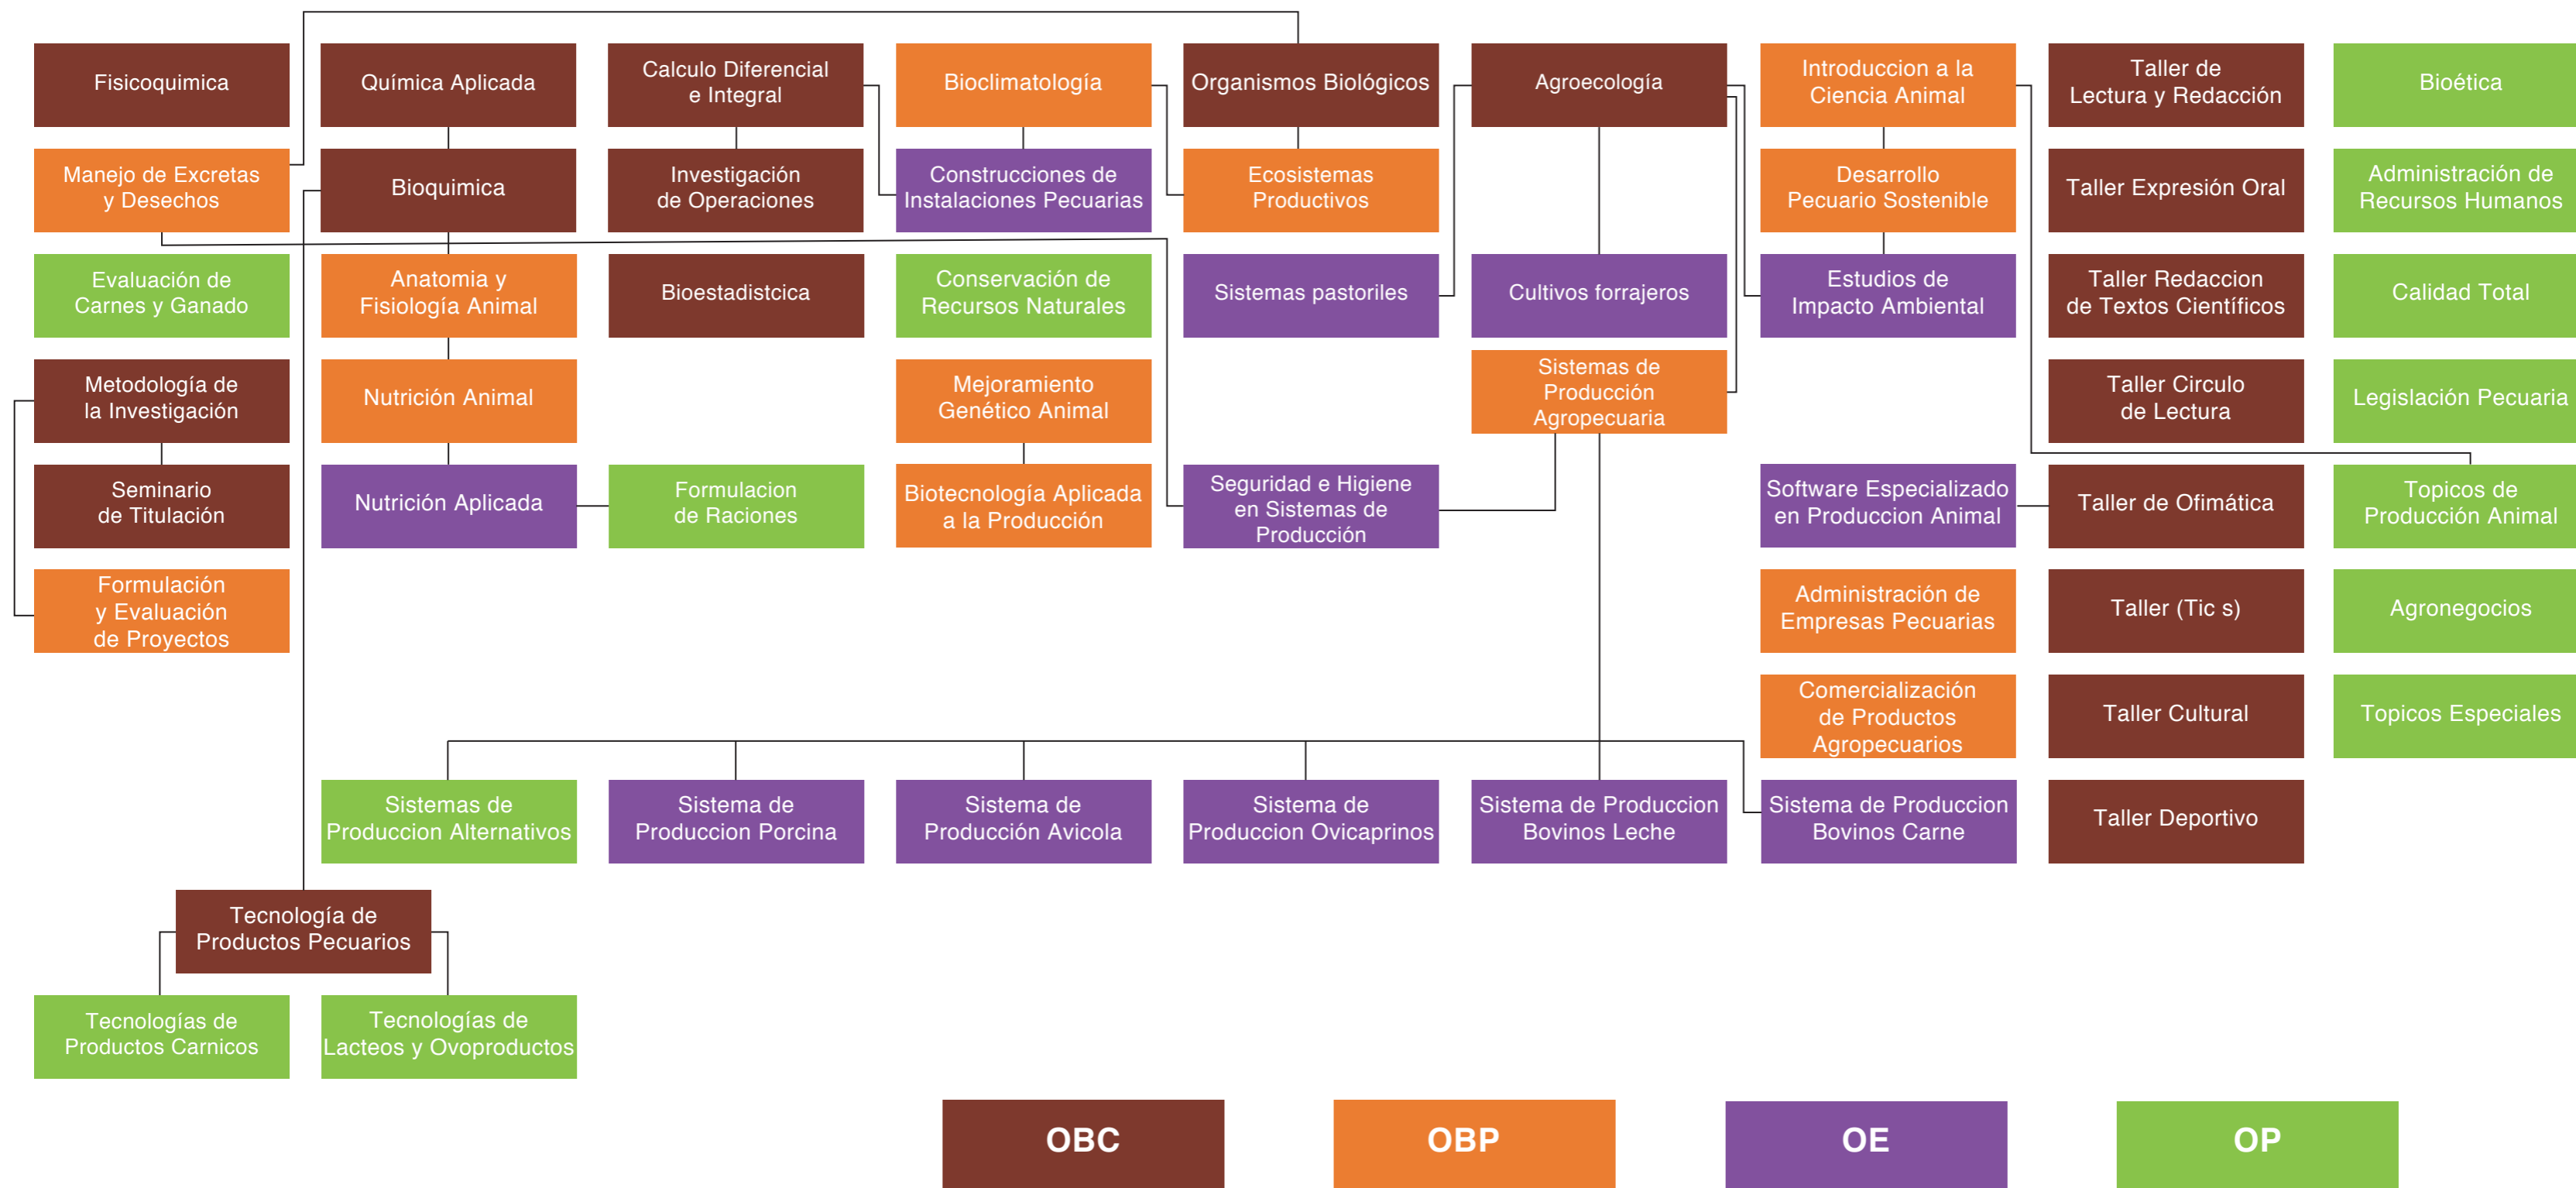 Fisicoquimica
Química Aplicada
Calculo Diferencial
e Integral
Bioclimatología
Organismos Biológicos
Agroecología
Introduccion a la
Ciencia Animal
Taller de
Lectura y Redacción
Bioética
Manejo de Excretas
y Desechos
Bioquimica
Investigación
de Operaciones
Construcciones de
Instalaciones Pecuarias
Ecosistemas
Productivos
Desarrollo
Pecuario Sostenible
Taller Expresión Oral
Administración de
Recursos Humanos
Evaluación de
Carnes y Ganado
Anatomia y
Fisiología Animal
Bioestadistcica
Conservación de
Recursos Naturales
Sistemas pastoriles
Cultivos forrajeros
Estudios de
Impacto Ambiental
Taller Redaccion
de Textos Científicos
Calidad Total
Metodología de
la Investigación
Nutrición Animal
Mejoramiento
Genético Animal
Sistemas de
Producción
Agropecuaria
Taller Circulo
de Lectura
Legislación Pecuaria
Seminario
de Titulación
Nutrición Aplicada
Formulacion
de Raciones
Biotecnología Aplicada
a la Producción
Seguridad e Higiene
en Sistemas de
Producción
Software Especializado
en Produccion Animal
Taller de Ofimática
Topicos de
Producción Animal
Formulación
y Evaluación
de Proyectos
Administración de
Empresas Pecuarias
Taller (Tic s)
Agronegocios
Comercialización
de Productos
Agropecuarios
Taller Cultural
Topicos Especiales
Sistemas de
Produccion Alternativos
Sistema de
Produccion Porcina
Sistema de
Producción Avicola
Sistema de
Produccion Ovicaprinos
Sistema de Produccion
Bovinos Leche
Sistema de Produccion
Bovinos Carne
Taller Deportivo
Tecnología de
Productos Pecuarios
Tecnologías de
Productos Carnicos
Tecnologías de
Lacteos y Ovoproductos
OBC
OBP
OE
OP